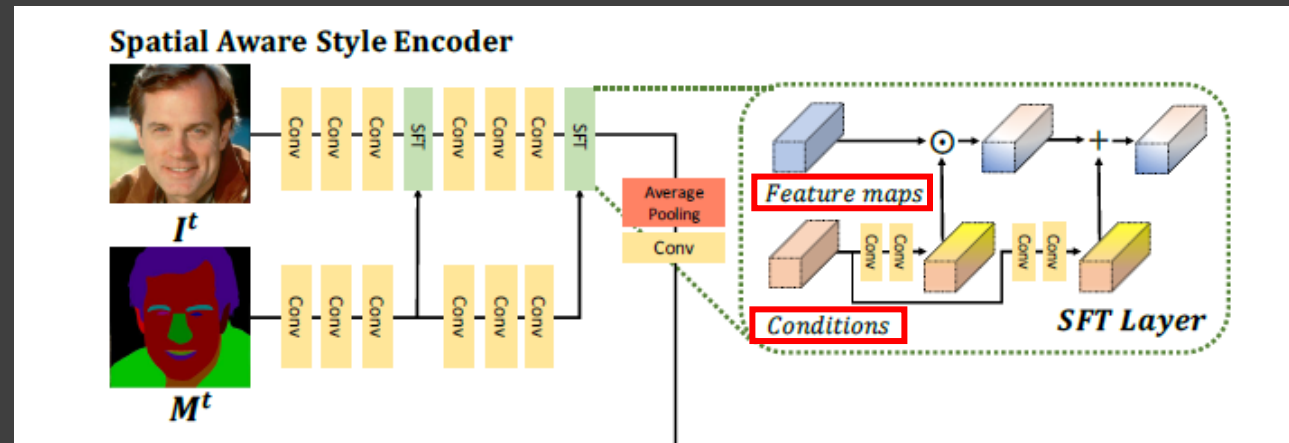 Spatial Aware Style Encoder
Conv
Conv
Conv
SFT
Conv
Conv
Conv
SFT
I^t
Average
Pooling
Conv
Conv
Conv
Conv
Conv
Conv
Conv
M^t
⊙
+
Feature maps
Conv
Conv
Conv
Conv
Conditions
SFT Layer